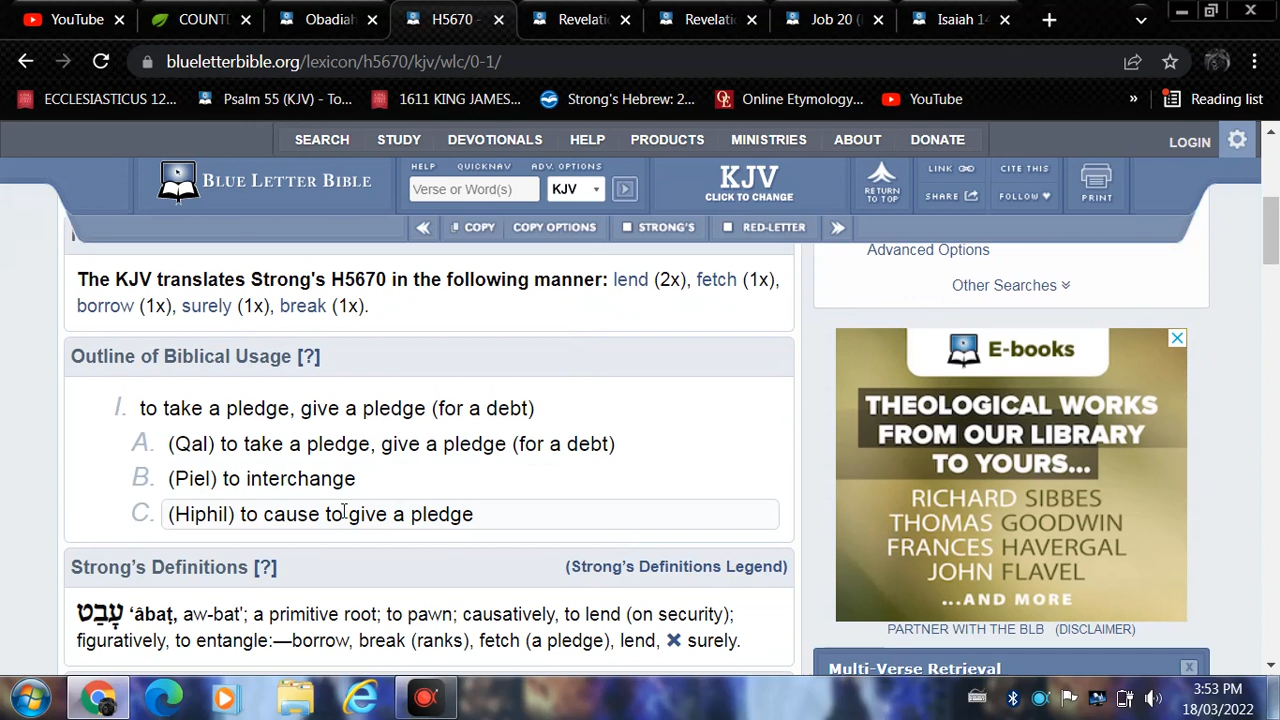 YouTube
COUNTI
Obadiah
H5670 -
Revelati
Revelati
Job 20 (
Isaiah 14
blueletterbible.org/lexicon/h5670/kjv/wlc/0-1/
ECCLESIASTICUS 12...
Psalm 55 (KJV) - To...
1611 KING JAMES...
Strong's Hebrew: 2...
Online Etymology...
YouTube
»
Reading list
SEARCH STUDY DEVOTIONALS HELP PRODUCTS MINISTRIES ABOUT DONATE LOGIN
BLUE LETTER BIBLE
HELP QUICKNAV ADV. OPTIONS
Verse or Word(s) KJV
KJV
CLICK TO CHANGE
RETURN
TO TOP
LINK CITE THIS
SHARE FOLLOW
PRINT
COPY COPY OPTIONS STRONG'S RED-LETTER
The KJV translates Strong's H5670 in the following manner: lend (2x), fetch (1x),
borrow (1x), surely (1x), break (1x).
Outline of Biblical Usage [?]
I. to take a pledge, give a pledge (for a debt)
A. (Qal) to take a pledge, give a pledge (for a debt)
B. (Piel) to interchange
C. (Hiphil) to cause to give a pledge
Strong’s Definitions [?] (Strong’s Definitions Legend)
עָבַט ʻâbaṭ, aw-bat'; a primitive root; to pawn; causatively, to lend (on security);
figuratively, to entangle:—borrow, break (ranks), fetch (a pledge), lend, × surely.
Advanced Options
Other Searches
E-books
THEOLOGICAL WORKS
FROM OUR LIBRARY
TO YOURS...
RICHARD SIBBES
THOMAS GOODWIN
FRANCES HAVERGAL
JOHN FLAVEL
...AND MORE
PARTNER WITH THE BLB (DISCLAIMER)
Multi-Verse Retrieval
3:53 PM
18/03/2022